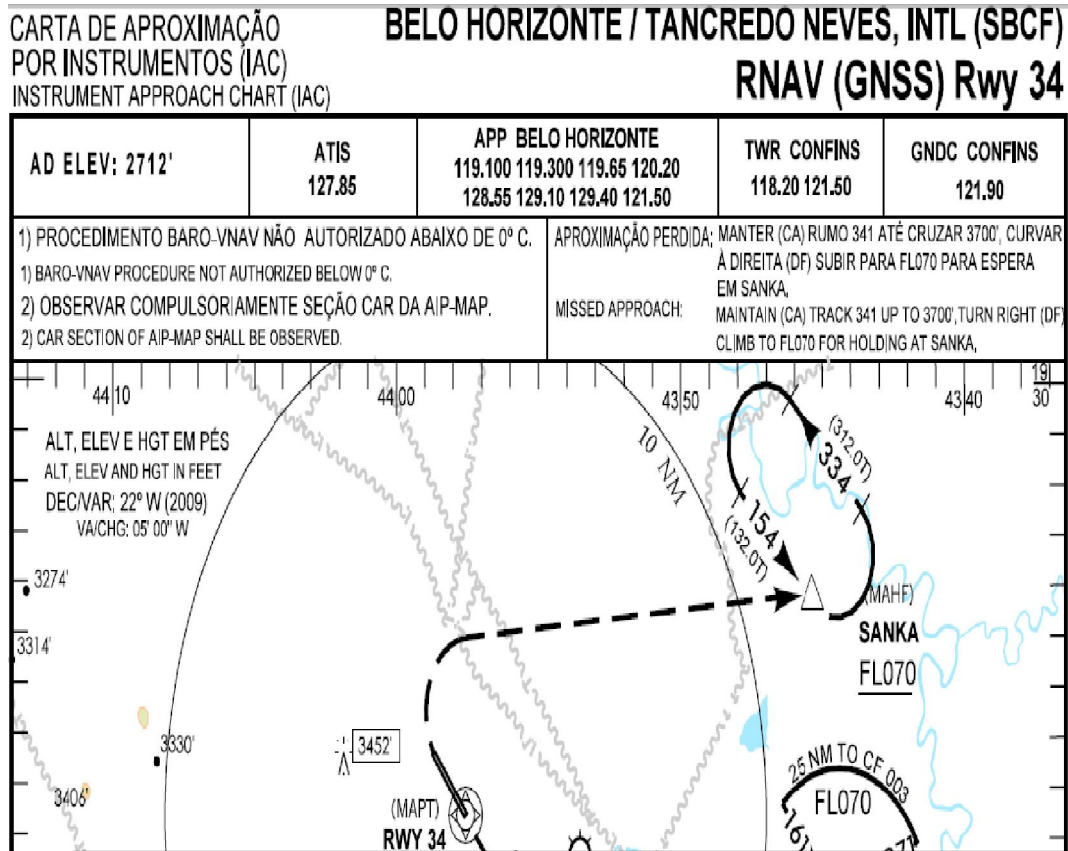 CARTA DE APROXIMAÇÃO
POR INSTRUMENTOS (IAC)
INSTRUMENT APPROACH CHART (IAC)
BELO HORIZONTE / TANCREDO NEVES, INTL (SBCF)
RNAV (GNSS) Rwy 34
AD ELEV: 2712'
ATIS
127.85
APP BELO HORIZONTE
119.100 119.300 119.65 120.20
128.55 129.10 129.40 121.50
TWR CONFINS
118.20 121.50
GNDC CONFINS
121.90
1) PROCEDIMENTO BARO-VNAV NÃO AUTORIZADO ABAIXO DE 0º C.
1) BARO-VNAV PROCEDURE NOT AUTHORIZED BELOW 0º C.
2) OBSERVAR COMPULSORIAMENTE SEÇÃO CAR DA AIP-MAP.
2) CAR SECTION OF AIP-MAP SHALL BE OBSERVED.
APROXIMAÇÃO PERDIDA: MANTER (CA) RUMO 341 ATÉ CRUZAR 3700', CURVAR
À DIREITA (DF) SUBIR PARA FL070 PARA ESPERA
EM SANKA.
MISSED APPROACH: MAINTAIN (CA) TRACK 341 UP TO 3700', TURN RIGHT (DF)
CLIMB TO FL070 FOR HOLDING AT SANKA.
44 10
44 00
43 50
43 40
19
30
ALT, ELEV E HGT EM PÉS
ALT, ELEV AND HGT IN FEET
DEC/VAR: 22º W (2009)
VA/CHG: 05' 00" W
10 NM
(312.0T)
334
154
(132.0T)
3274'
(MAHF)
SANKA
FL070
3314'
3330'
3452'
3406'
25 NM TO CF 003
FL070
(MAPT)
RWY 34
161